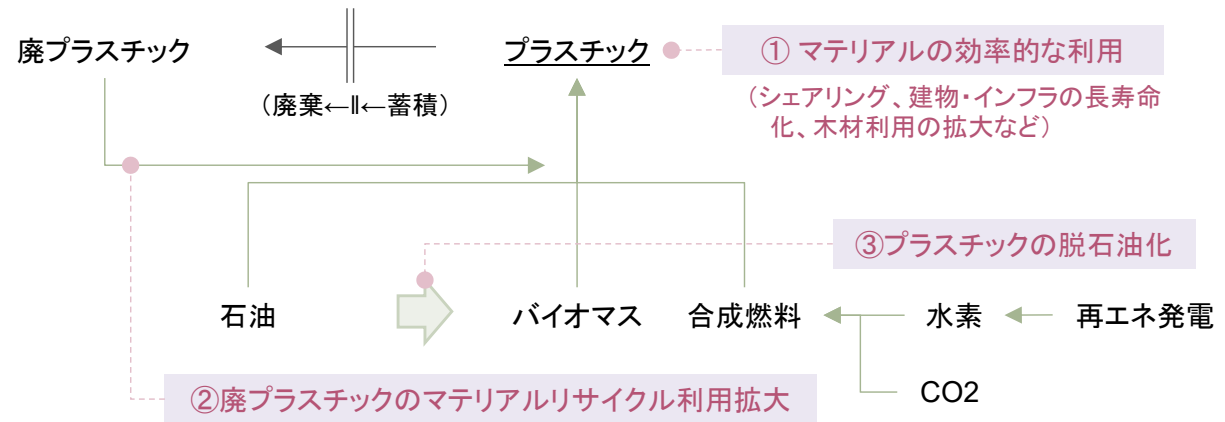 廃プラスチック
プラスチック
① マテリアルの効率的な利用
(廃棄←‖←蓄積)
(シェアリング、建物・インフラの長寿命
化、木材利用の拡大など)
③プラスチックの脱石油化
石油
バイオマス
合成燃料
水素
再エネ発電
CO2
②廃プラスチックのマテリアルリサイクル利用拡大